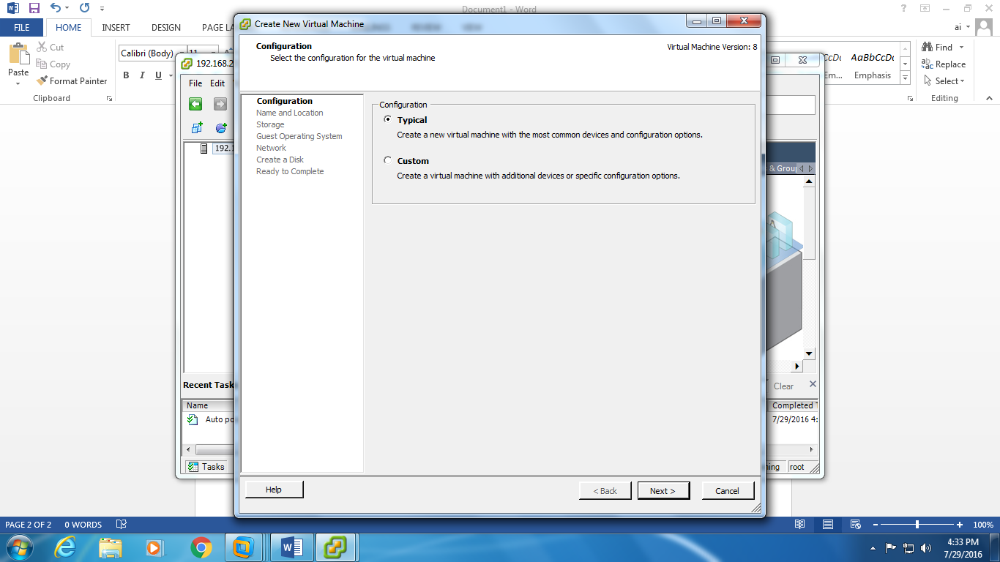 Document1 - Word
FILE
HOME
INSERT
DESIGN
PAGE LA
REVIEW
VIEW
ai
Cut
Copy
Format Painter
Paste
Clipboard
Calibri (Body)
11
B I U
AaBbCcDc
Em...
Emphasis
Find
Replace
Select
Editing
192.168.2
File Edit
192.1
& Group
Recent Task
Clear
Name
Completed T
Auto po
7/29/2016 4:
Tasks
root
Create New Virtual Machine
Configuration
Select the configuration for the virtual machine
Virtual Machine Version: 8
Configuration
Name and Location
Storage
Guest Operating System
Network
Create a Disk
Ready to Complete
Configuration
Typical
Create a new virtual machine with the most common devices and configuration options.
Custom
Create a virtual machine with additional devices or specific configuration options.
Help
< Back
Next >
Cancel
PAGE 2 OF 2
0 WORDS
100%
4:33 PM
7/29/2016